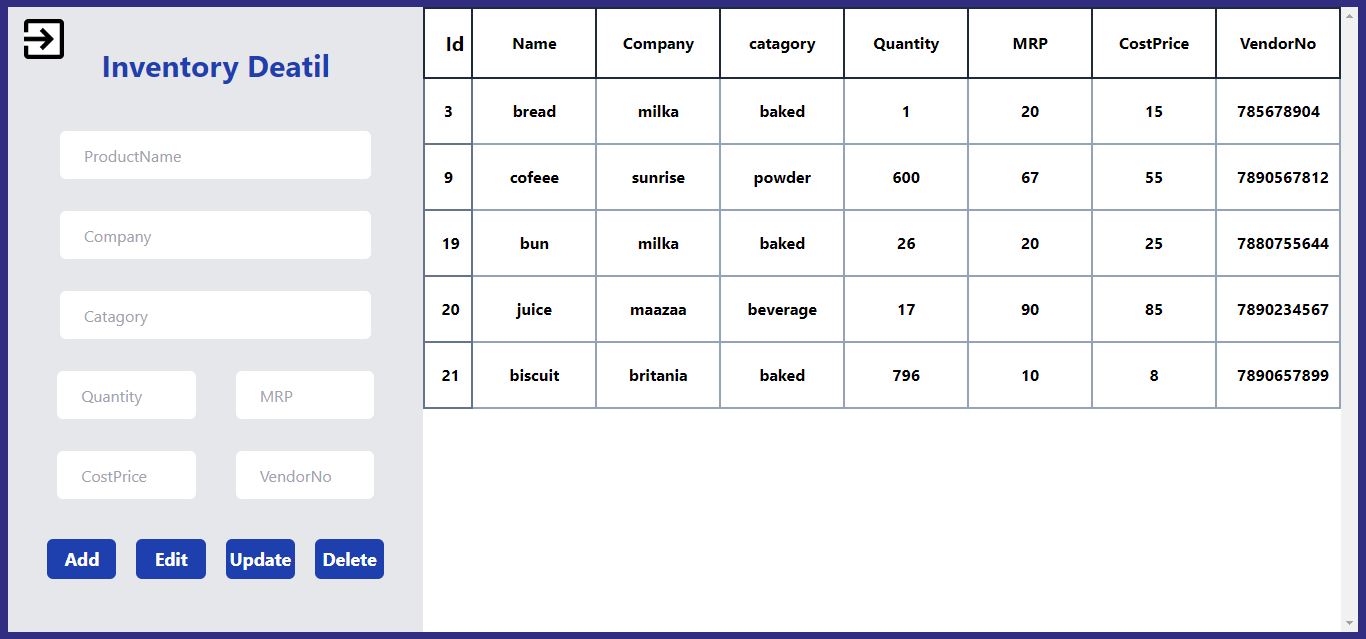 Inventory Deatil
ProductName
Company
Catagory
Quantity MRP
CostPrice VendorNo
Add Edit Update Delete
Id Name Company catagory Quantity MRP CostPrice VendorNo
3 bread milka baked 1 20 15 785678904
9 cofeee sunrise powder 600 67 55 7890567812
19 bun milka baked 26 20 25 7880755644
20 juice maazaa beverage 17 90 85 7890234567
21 biscuit britania baked 796 10 8 7890657899